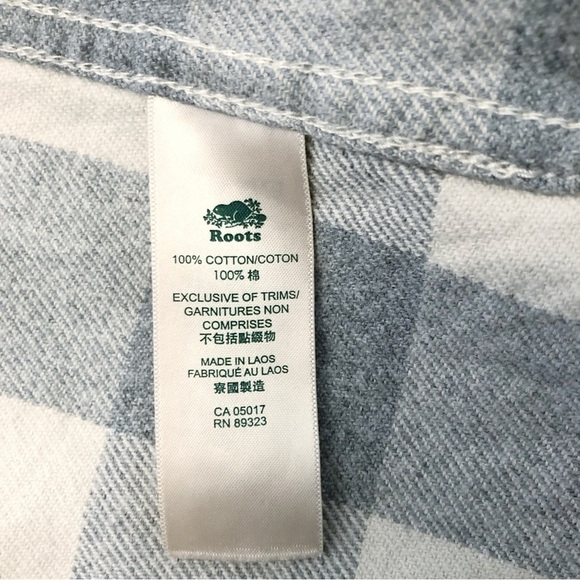 Roots
100% COTTON/COTON
100% 棉
EXCLUSIVE OF TRIMS/
GARNITURES NON
COMPRISES
不包括點綴物
MADE IN LAOS
FABRIQUÉ AU LAOS
寮國製造
CA 05017
RN 89323